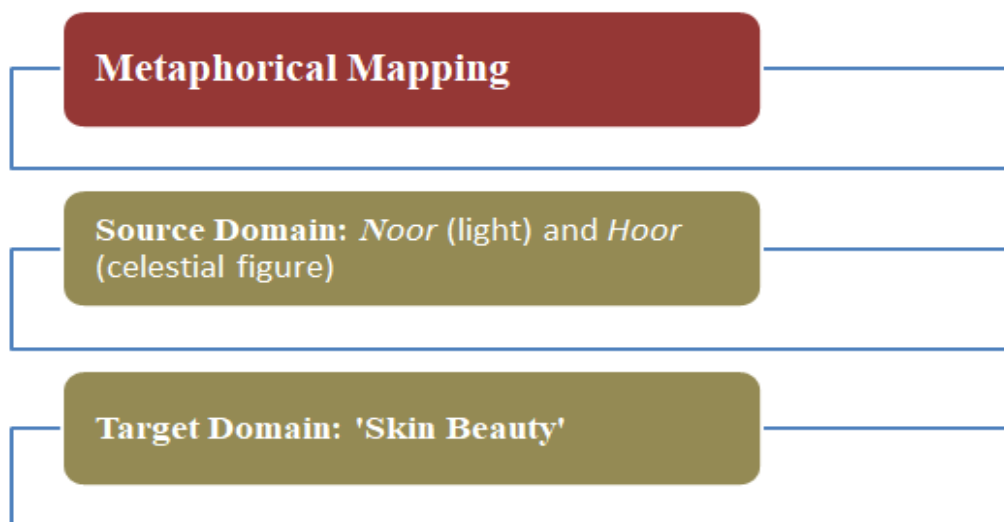 Metaphorical Mapping
Source Domain: Noor (light) and Hoor
(celestial figure)
Target Domain: 'Skin Beauty'